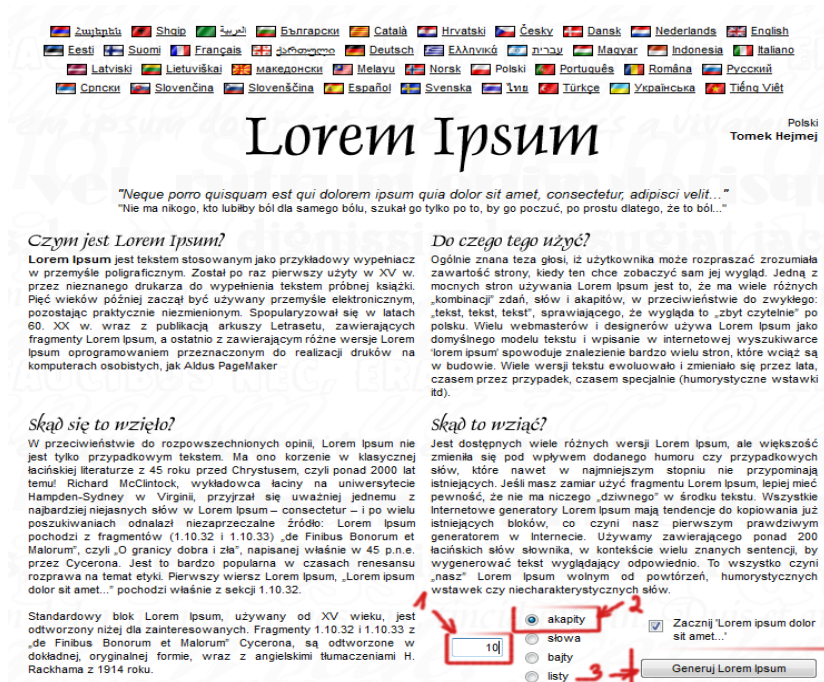 Հայերեն Shqip العربية Български Català Hrvatski Česky Dansk Nederlands English
Eesti Suomi Français ქართული Deutsch Ελληνικά עברית Magyar Indonesia Italiano
Latviski Lietuviškai македонски Melayu Norsk Polski Português Româna Русский
Српски Slovenčina Slovenščina Español Svenska ไทย Türkçe Українська Tiếng Việt
Lorem Ipsum
Polski
Tomek Hejmej
"Neque porro quisquam est qui dolorem ipsum quia dolor sit amet, consectetur, adipisci velit..."
"Nie ma nikogo, kto lubiłby ból dla samego bólu, szukał go tylko po to, by go poczuć, po prostu dlatego, że to ból..."
Czym jest Lorem Ipsum?
Lorem Ipsum jest tekstem stosowanym jako przykładowy wypełniacz
w przemyśle poligraficznym. Został po raz pierwszy użyty w XV w.
przez nieznanego drukarza do wypełnienia tekstem próbnej książki.
Pięć wieków później zaczął być używany przemyśle elektronicznym,
pozostając praktycznie niezmienionym. Spopularyzował się w latach
60. XX w. wraz z publikacją arkuszy Letrasetu, zawierających
fragmenty Lorem Ipsum, a ostatnio z zawierającym różne wersje Lorem
Ipsum oprogramowaniem przeznaczonym do realizacji druków na
komputerach osobistych, jak Aldus PageMaker
Do czego tego użyć?
Ogólnie znana teza głosi, iż użytkownika może rozpraszać zrozumiała
zawartość strony, kiedy ten chce zobaczyć sam jej wygląd. Jedną z
mocnych stron używania Lorem Ipsum jest to, że ma wiele różnych
„kombinacji” zdań, słów i akapitów, w przeciwieństwie do zwykłego:
„tekst, tekst, tekst”, sprawiającego, że wygląda to „zbyt czytelnie” po
polsku. Wielu webmasterów i designerów używa Lorem Ipsum jako
domyślnego modelu tekstu i wpisanie w internetowej wyszukiwarce
‘lorem ipsum’ spowoduje znalezienie bardzo wielu stron, które wciąż są
w budowie. Wiele wersji tekstu ewoluowało i zmieniało się przez lata,
czasem przez przypadek, czasem specjalnie (humorystyczne wstawki
itd).
Skąd się to wzięło?
W przeciwieństwie do rozpowszechnionych opinii, Lorem Ipsum nie
jest tylko przypadkowym tekstem. Ma ono korzenie w klasycznej
łacińskiej literaturze z 45 roku przed Chrystusem, czyli ponad 2000 lat
temu! Richard McClintock, wykładowca łaciny na uniwersytecie
Hampden-Sydney w Virginii, przyjrzał się uważniej jednemu z
najbardziej niejasnych słów w Lorem Ipsum – consectetur – i po wielu
poszukiwaniach odnalazł niezaprzeczalne źródło: Lorem Ipsum
pochodzi z fragmentów (1.10.32 i 1.10.33) „de Finibus Bonorum et
Malorum”, czyli „O granicy dobra i zła”, napisanej właśnie w 45 p.n.e.
przez Cycerona. Jest to bardzo popularna w czasach renesansu
rozprawa na temat etyki. Pierwszy wiersz Lorem Ipsum, „Lorem ipsum
dolor sit amet...” pochodzi właśnie z sekcji 1.10.32.
Standardowy blok Lorem Ipsum, używany od XV wieku, jest
odtworzony niżej dla zainteresowanych. Fragmenty 1.10.32 i 1.10.33 z
„de Finibus Bonorum et Malorum” Cycerona, są odtworzone w
dokładnej, oryginalnej formie, wraz z angielskimi tłumaczeniami H.
Rackhama z 1914 roku.
Skąd to wziąć?
Jest dostępnych wiele różnych wersji Lorem Ipsum, ale większość
zmieniła się pod wpływem dodanego humoru czy przypadkowych
słów, które nawet w najmniejszym stopniu nie przypominają
istniejących. Jeśli masz zamiar użyć fragmentu Lorem Ipsum, lepiej mieć
pewność, że nie ma niczego „dziwnego” w środku tekstu. Wszystkie
Internetowe generatory Lorem Ipsum mają tendencje do kopiowania już
istniejących bloków, co czyni nasz pierwszym prawdziwym
generatorem w Internecie. Używamy zawierającego ponad 200
łacińskich słów słownika, w kontekście wielu znanych sentencji, by
wygenerować tekst wyglądający odpowiednio. To wszystko czyni
„nasz” Lorem Ipsum wolnym od powtórzeń, humorystycznych
wstawek czy niecharakterystycznych słów.
1
10
akapity
2
słowa
bajty
listy
Zacznij 'Lorem ipsum dolor
sit amet...'
3
Generuj Lorem Ipsum